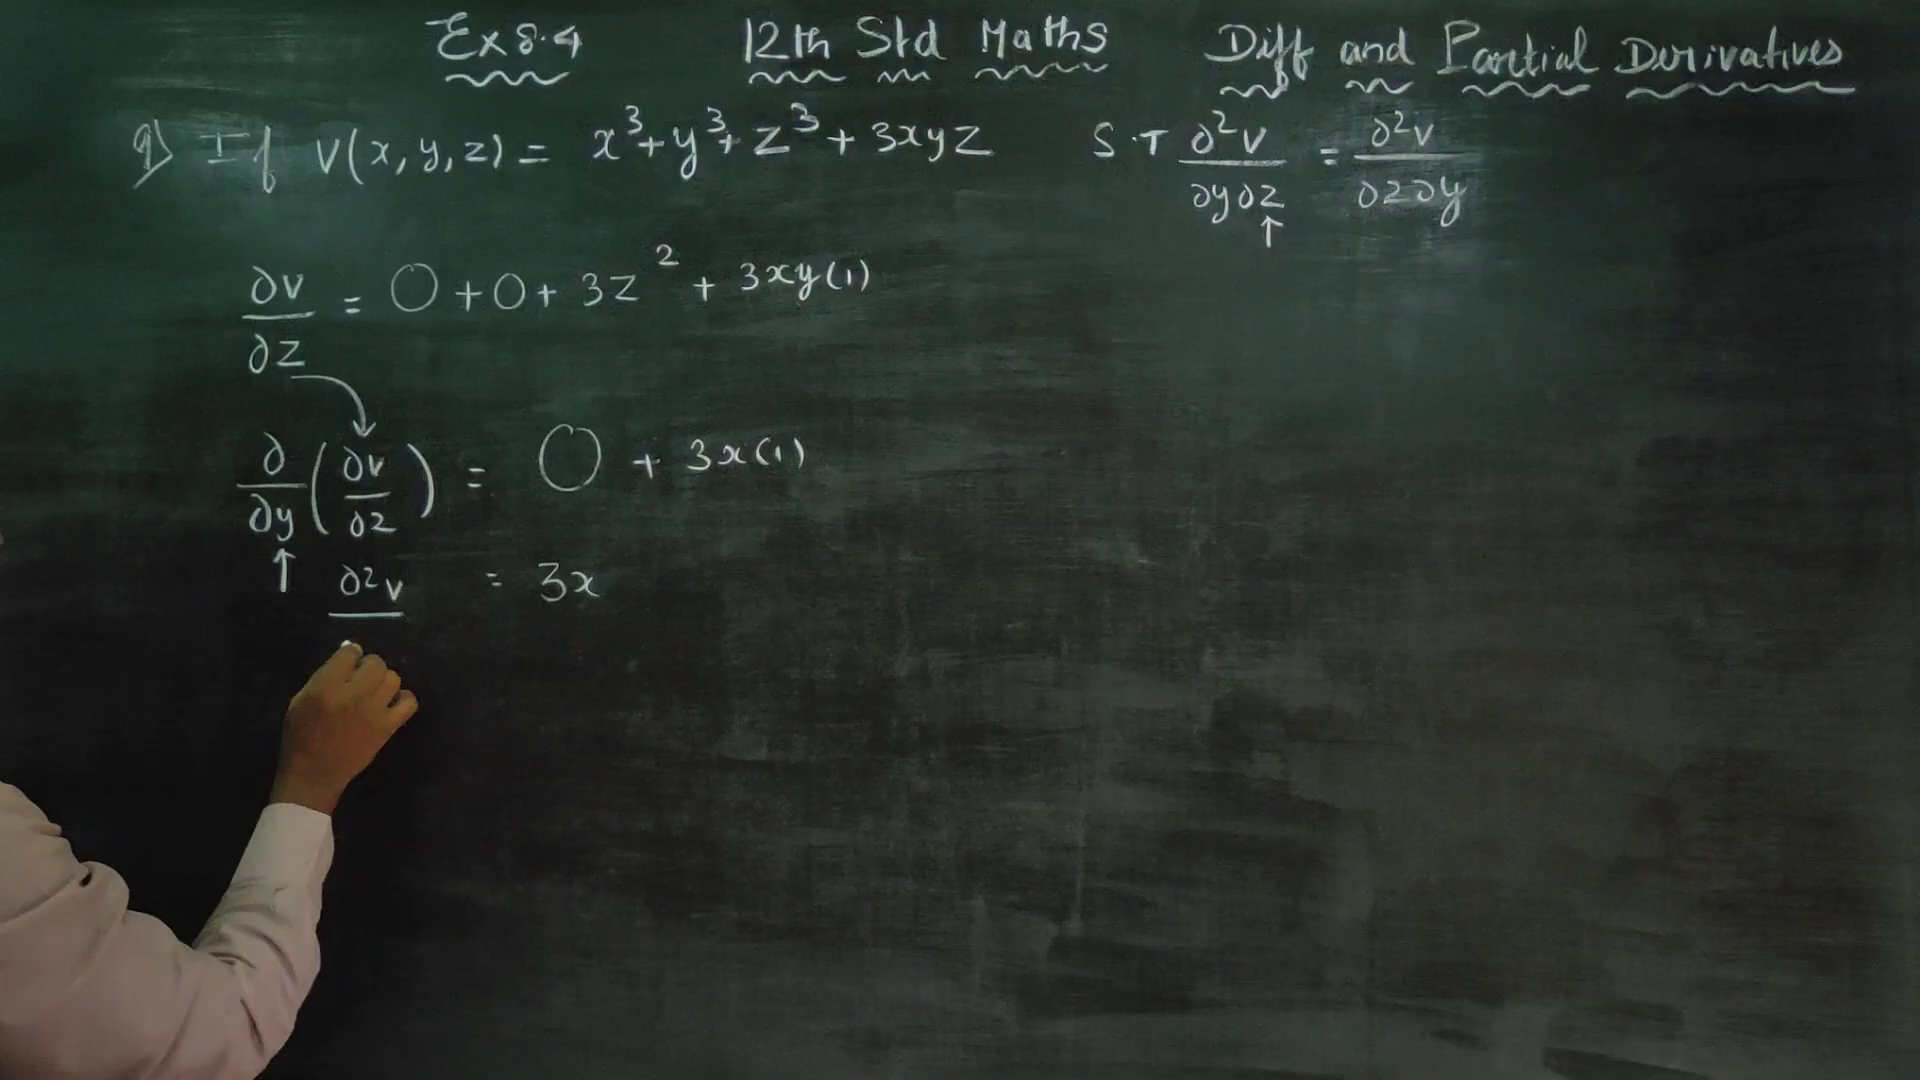 Ex 8.4 12th Std Maths Diff and Partial Derivatives
9) If V(x, y, z) = x³ + y³ + z³ + 3xyz S.T ∂²v/∂y∂z = ∂²v/∂z∂y
∂v/∂z = 0 + 0 + 3z² + 3xy(1)
∂/∂y (∂v/∂z) = 0 + 3x(1)
∂²v = 3x